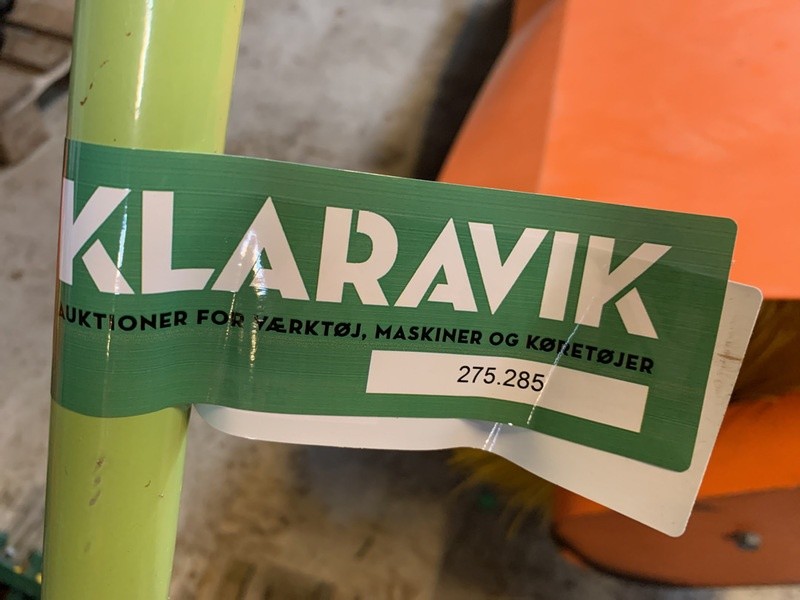 KLARAVIK
AUKTIONER FOR VÆRKTØJ, MASKINER OG KØRETØJER
275.285